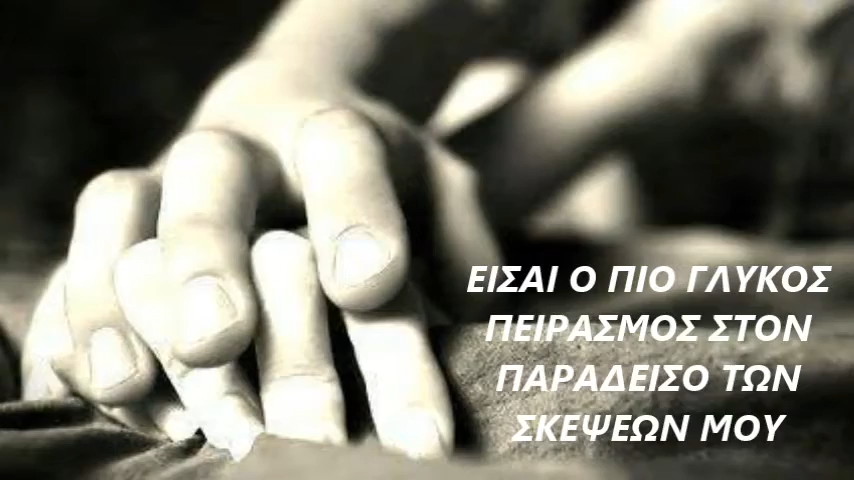 ΕΙΣΑΙ Ο ΠΙΟ ΓΛΥΚΟΣ
ΠΕΙΡΑΣΜΟΣ ΣΤΟΝ
ΠΑΡΑΔΕΙΣΟ ΤΩΝ
ΣΚΕΨΕΩΝ ΜΟΥ